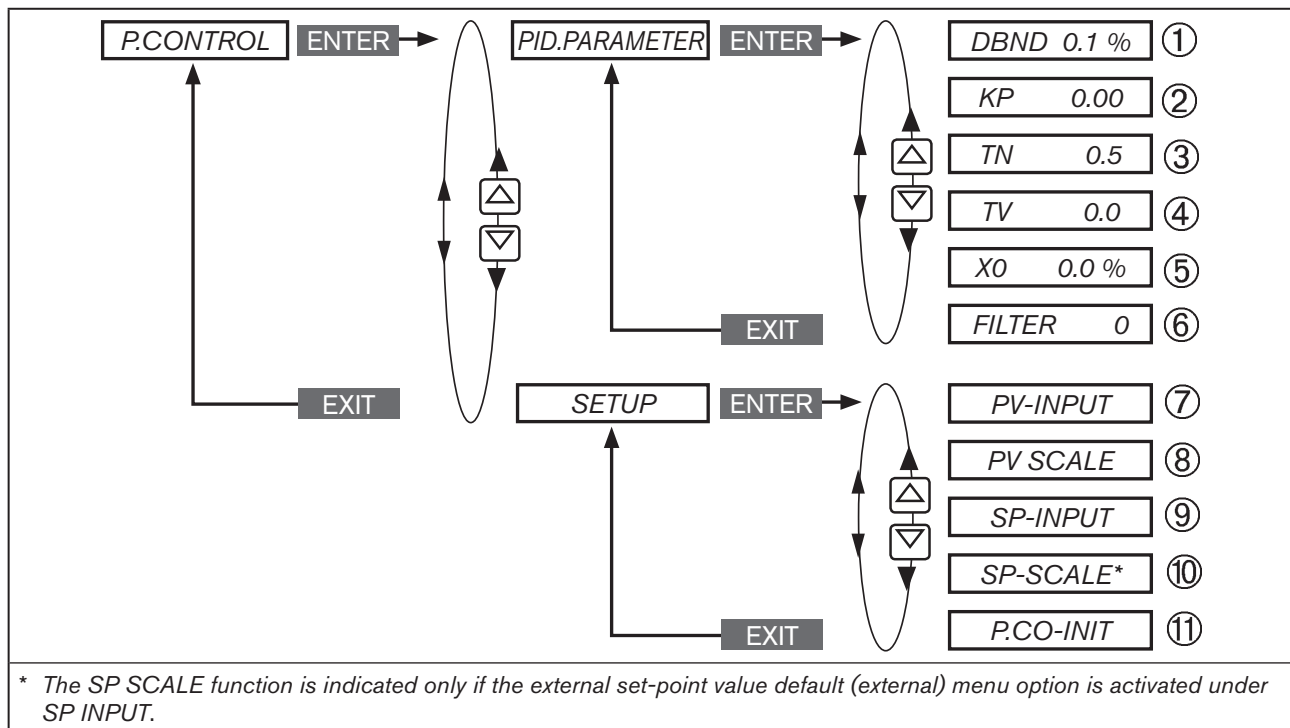 P.CONTROL ENTER PID.PARAMETER ENTER DBND 0.1 % ①
KP 0.00 ②
TN 0.5 ③
TV 0.0 ④
X0 0.0 % ⑤
EXIT FILTER 0 ⑥
EXIT SETUP ENTER PV-INPUT ⑦
PV SCALE ⑧
SP-INPUT ⑨
SP-SCALE* ⑩
EXIT P.CO-INIT ⑪
* The SP SCALE function is indicated only if the external set-point value default (external) menu option is activated under
SP INPUT.